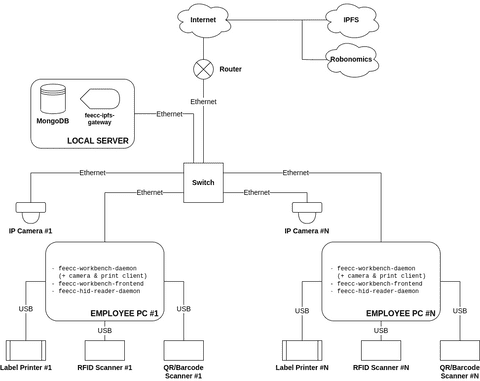 Internet
IPFS
Robonomics
Router
Ethernet
MongoDB
feecc-ipfs-
gateway
LOCAL SERVER
Ethernet
Ethernet
Switch
Ethernet
Ethernet
Ethernet
IP Camera #1
IP Camera #N
- feecc-workbench-daemon
(+ camera & print client)
- feecc-workbench-frontend
- feecc-hid-reader-daemon
EMPLOYEE PC #1
- feecc-workbench-daemon
(+ camera & print client)
- feecc-workbench-frontend
- feecc-hid-reader-daemon
EMPLOYEE PC #N
USB
USB
USB
USB
USB
USB
Label Printer #1
RFID Scanner #1
QR/Barcode
Scanner #1
Label Printer #N
RFID Scanner #N
QR/Barcode
Scanner #N